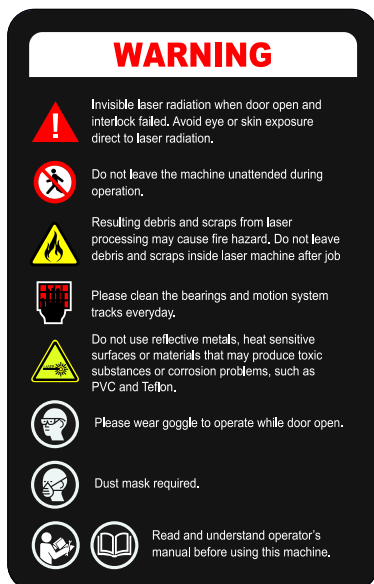 WARNING
Invisible laser radiation when door open and
interlock failed. Avoid eye or skin exposure
direct to laser radiation.
Do not leave the machine unattended during
operation.
Resulting debris and scraps from laser
processing may cause fire hazard. Do not leave
debris and scraps inside laser machine after job
Please clean the bearings and motion system
tracks everyday.
Do not use reflective metals, heat sensitive
surfaces or materials that may produce toxic
substances or corrosion problems, such as
PVC and Teflon.
Please wear goggle to operate while door open.
Dust mask required.
Read and understand operator's
manual before using this machine.